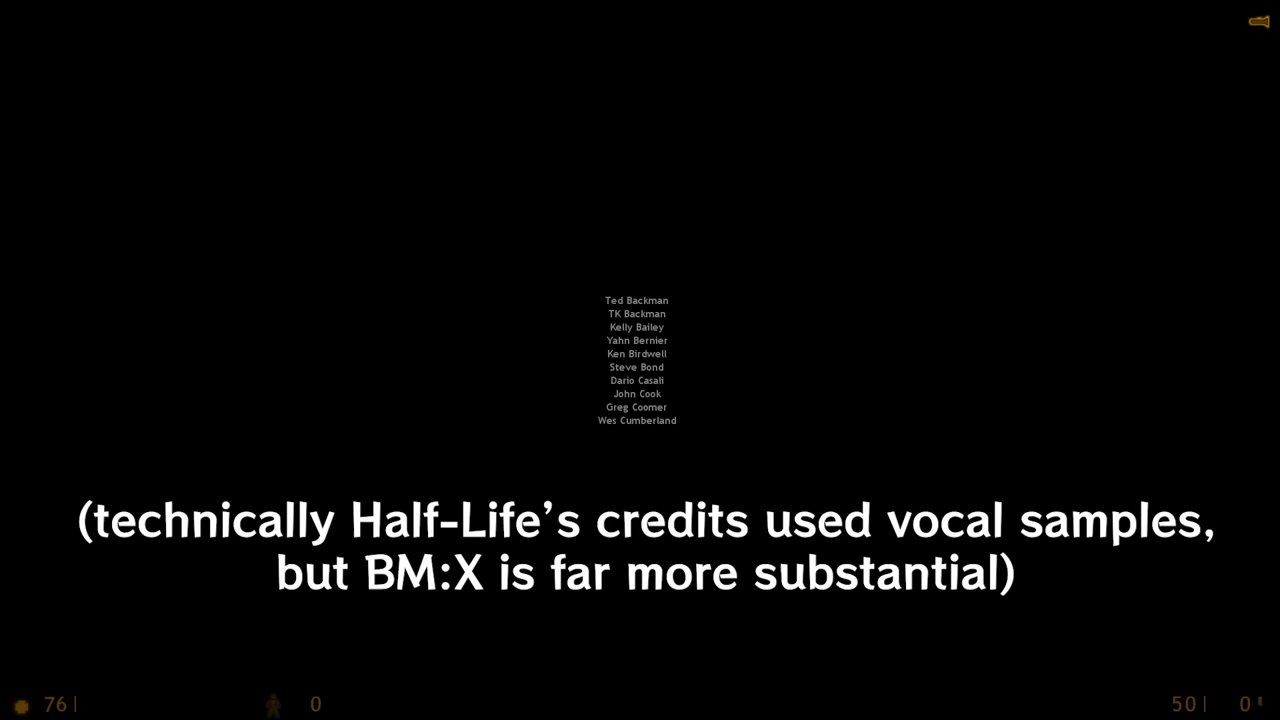 Ted Backman
TK Backman
Kelly Bailey
Yahn Bernier
Ken Birdwell
Steve Bond
Dario Casali
John Cook
Greg Coomer
Wes Cumberland
(technically Half-Life’s credits used vocal samples,
but BM:X is far more substantial)
76| 0 50| 0